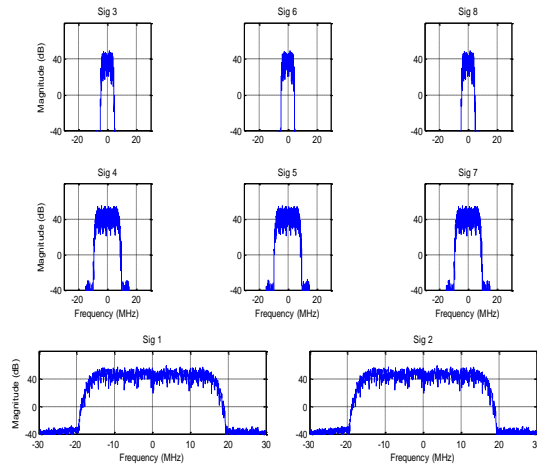 Sig 3 Sig 6 Sig 8
Magnitude (dB)
40 40 40
0 0 0
-40 -40 -40
-20 0 20 -20 0 20 -20 0 20
Sig 4 Sig 5 Sig 7
Magnitude (dB)
40 40 40
0 0 0
-40 -40 -40
-20 0 20 -20 0 20 -20 0 20
Frequency (MHz) Frequency (MHz) Frequency (MHz)
Sig 1 Sig 2
Magnitude (dB)
40 40
0 0
-40 -40
-30 -20 -10 0 10 20 30 -30 -20 -10 0 10 20 30
Frequency (MHz) Frequency (MHz)